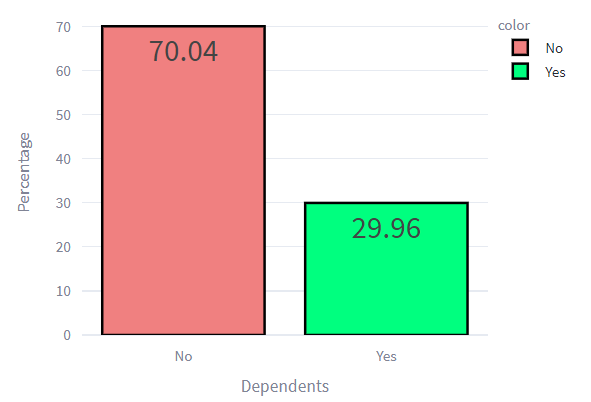 color
No
Yes
Percentage
70
60
50
40
30
20
10
0
70.04
29.96
No
Yes
Dependents